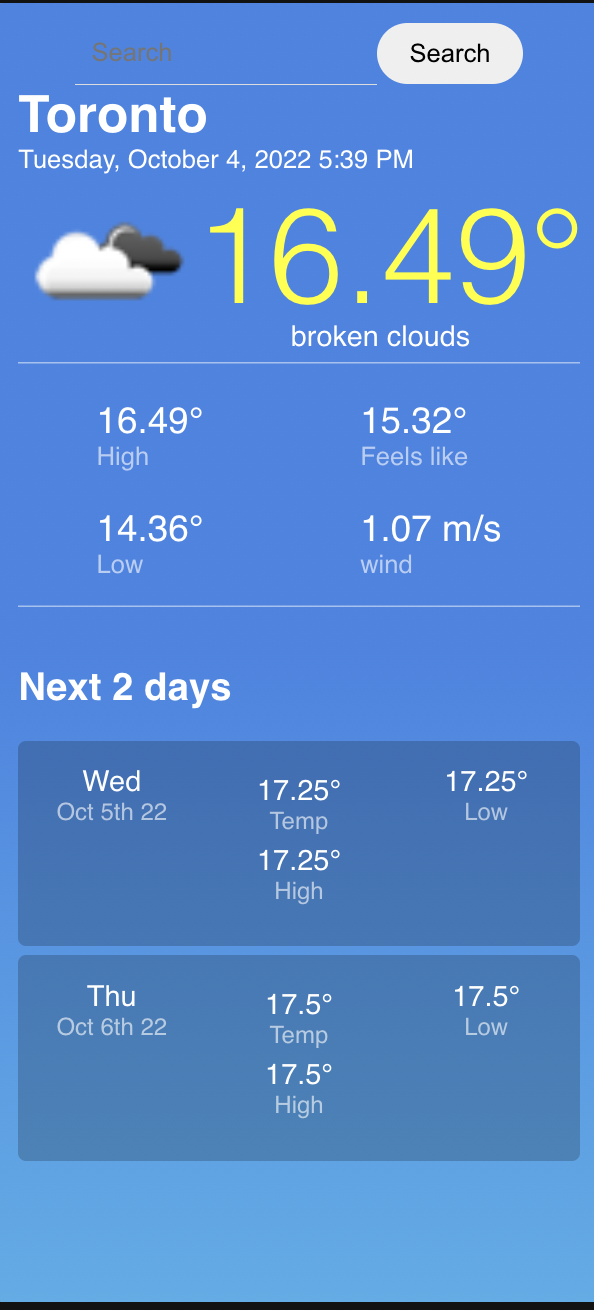 Search Search
Toronto
Tuesday, October 4, 2022 5:39 PM
16.49°
broken clouds
16.49° 15.32°
High Feels like
14.36° 1.07 m/s
Low wind
Next 2 days
Wed 17.25° 17.25°
Oct 5th 22 Temp Low
17.25°
High
Thu 17.5° 17.5°
Oct 6th 22 Temp Low
17.5°
High